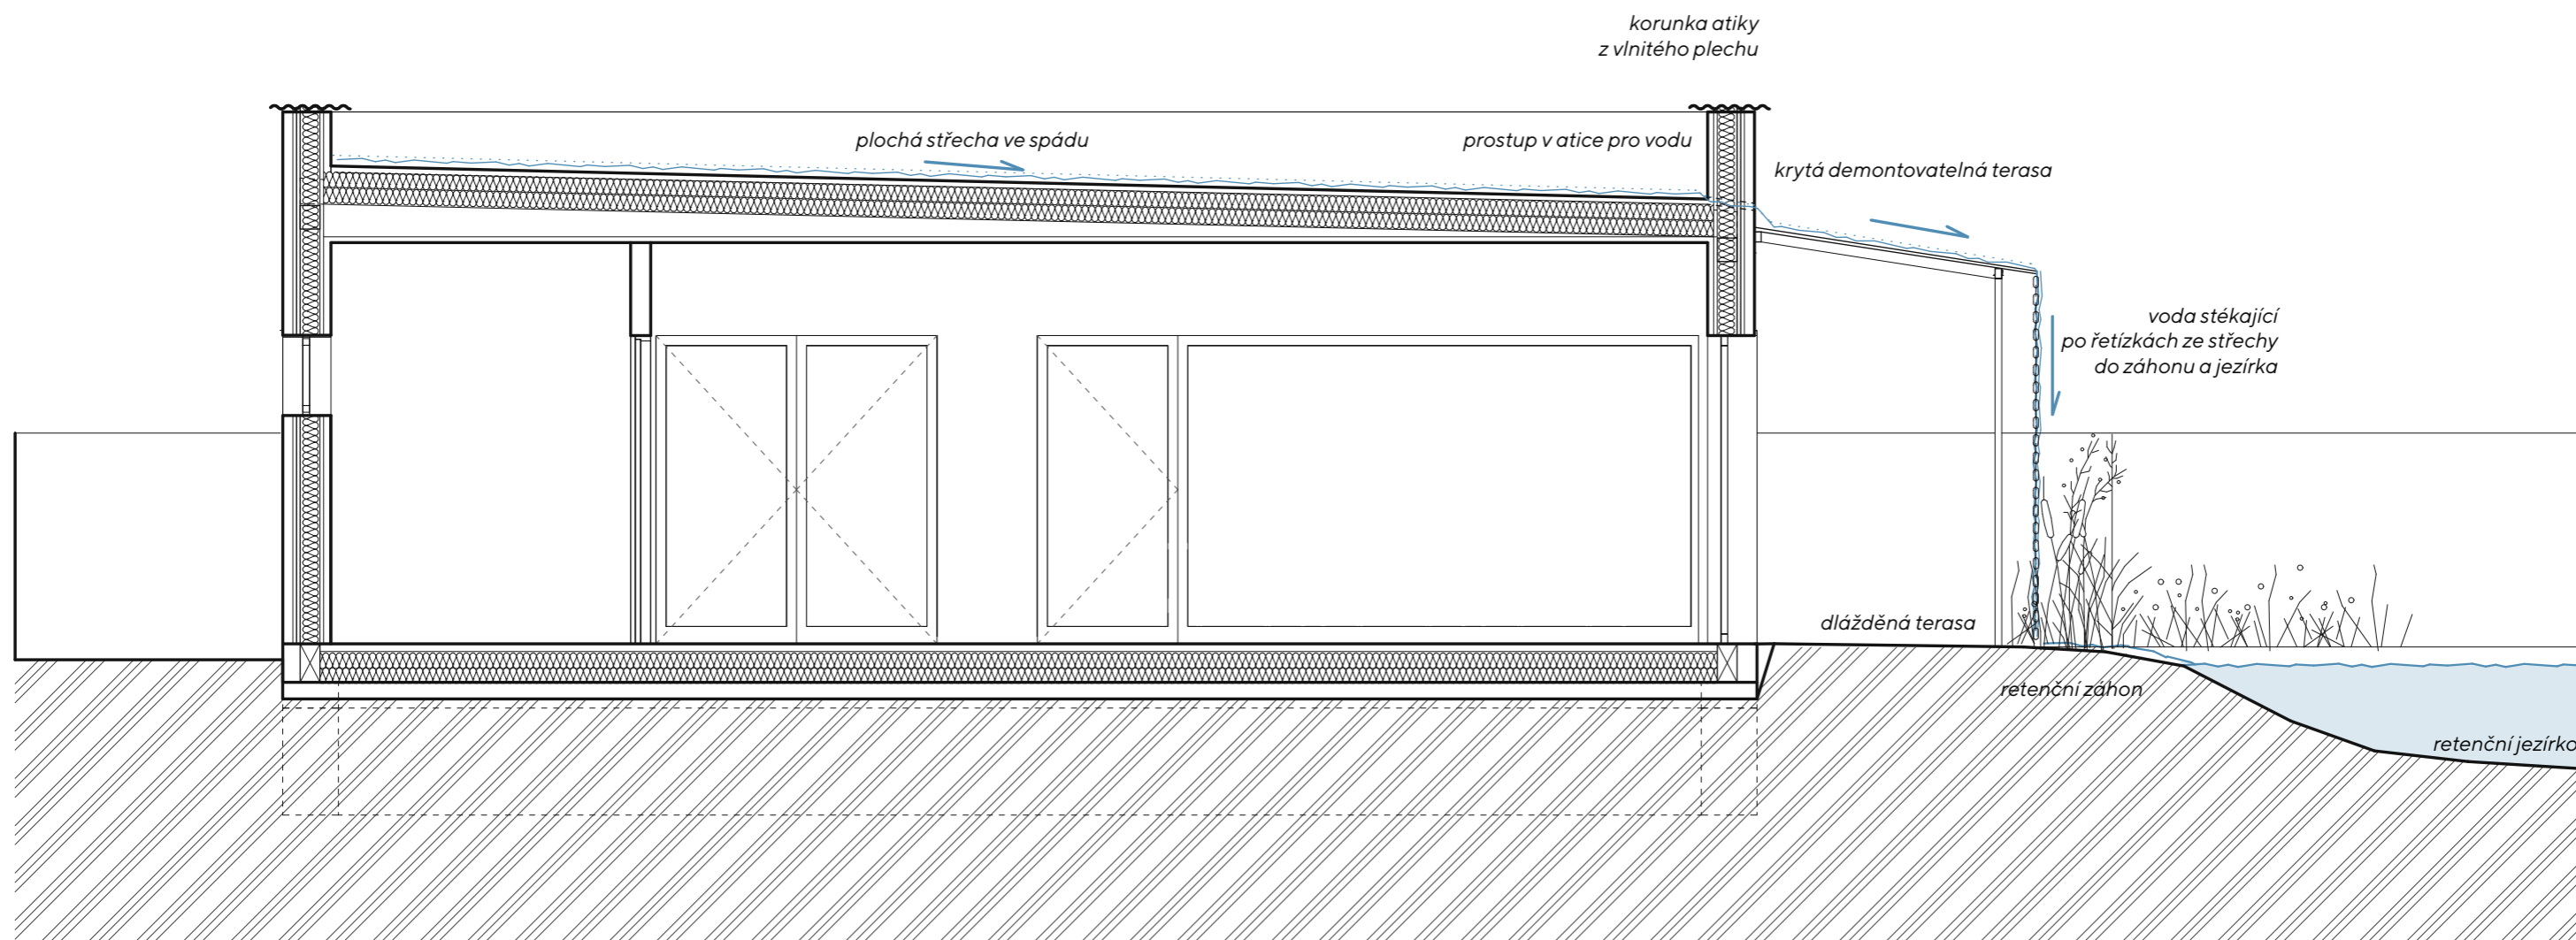 korunka atiky
z vlnitého plechu
plochá střecha ve spádu
prostup v atice pro vodu
krytá demontovatelná terasa
voda stékající
po řetízkách ze střechy
do záhonu a jezírka
dlážděná terasa
retenční záhon
retenční jezírko